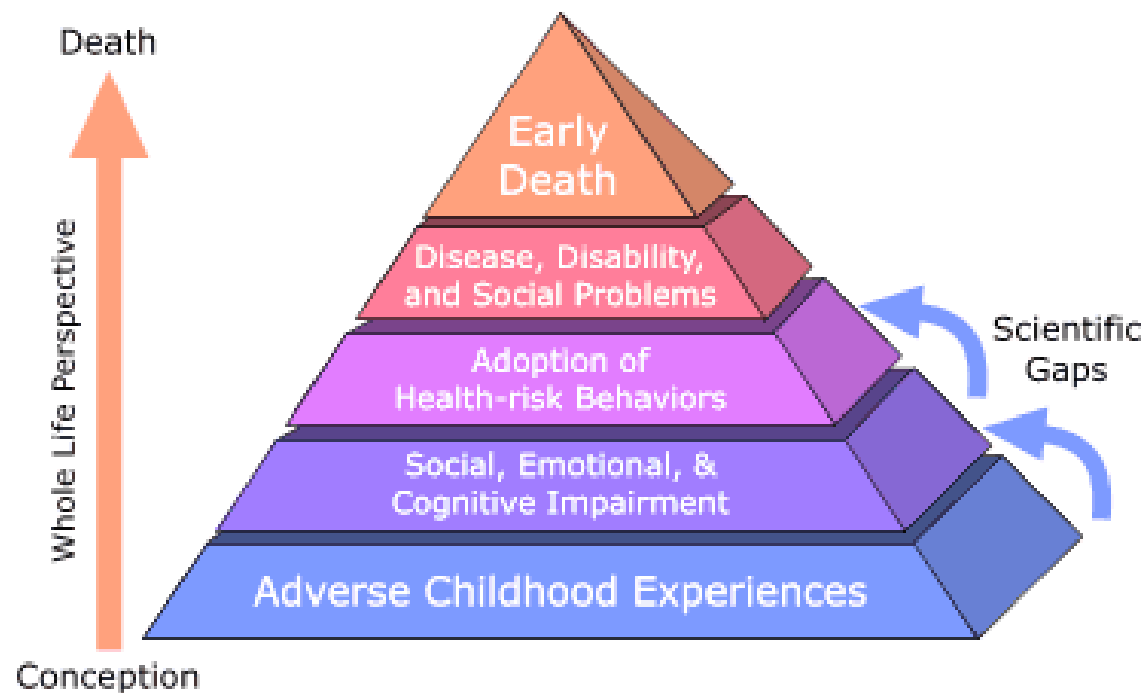 Death
Whole Life Perspective
Conception
Early
Death
Disease, Disability,
and Social Problems
Adoption of
Health-risk Behaviors
Social, Emotional, &
Cognitive Impairment
Adverse Childhood Experiences
Scientific
Gaps